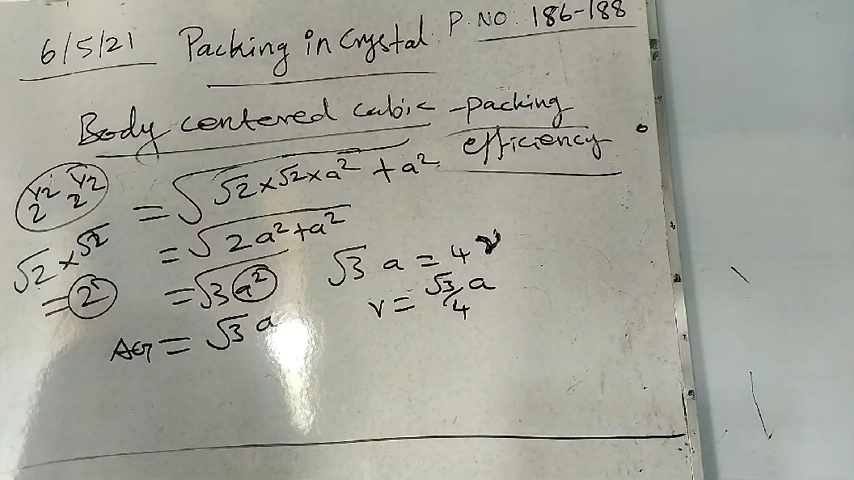 6/5/21 Packing in Crystal P. NO. 186-188
Body centered cubic packing efficiency.
2^1/2 2^1/2 = √(√2×√2×a² + a²)
√2 × √2 = √(2a² + a²)
= 2 = √3a² √3 a = 4r
AG = √3 a r = √3/4 a